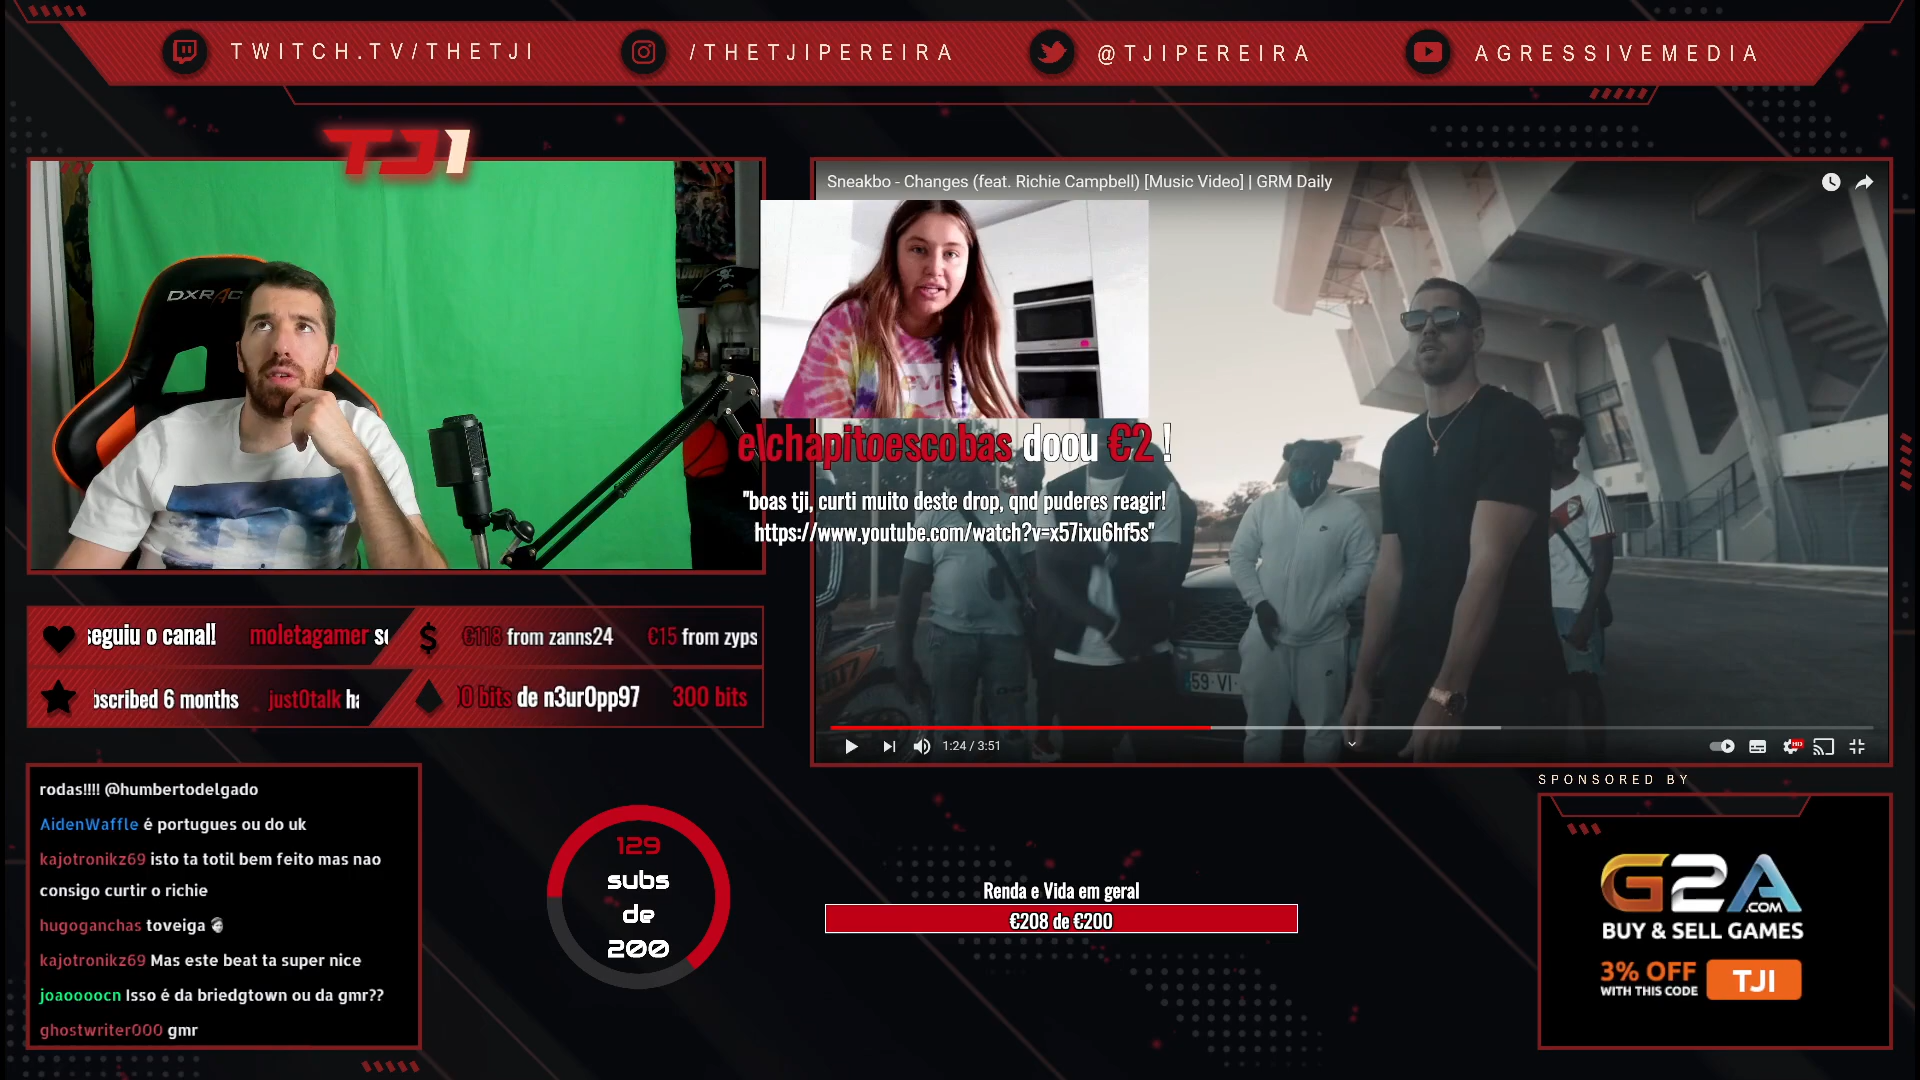 TWITCH.TV/THETJI
/THETJIPEREIRA
@TJIPEREIRA
AGRESSIVEMEDIA
TJI
DXRAC
Sneakbo - Changes (feat. Richie Campbell) [Music Video] | GRM Daily
elchapitoescobas doou €2 !
"boas tji, curti muito deste drop, qnd puderes reagir!
https://www.youtube.com/watch?v=x57ixu6hf5s"
59 VI
1:24 / 3:51
HD
seguiu o canal! moletagamer
€118 from zanns24 €15 from zyps
bscribed 6 months just0talk
0 bits de n3ur0pp97 300 bits
rodas!!!! @humbertodelgado
AidenWaffle é portugues ou do uk
kajotronikz69 isto ta totil bem feito mas nao
consigo curtir o richie
hugoganchas toveiga
kajotronikz69 Mas este beat ta super nice
joaoooocn Isso é da briedgtown ou da gmr??
ghostwriter000 gmr
129
subs
de
200
Renda e Vida em geral
€208 de €200
SPONSORED BY
G2A
.COM
BUY & SELL GAMES
3% OFF
WITH THIS CODE
TJI